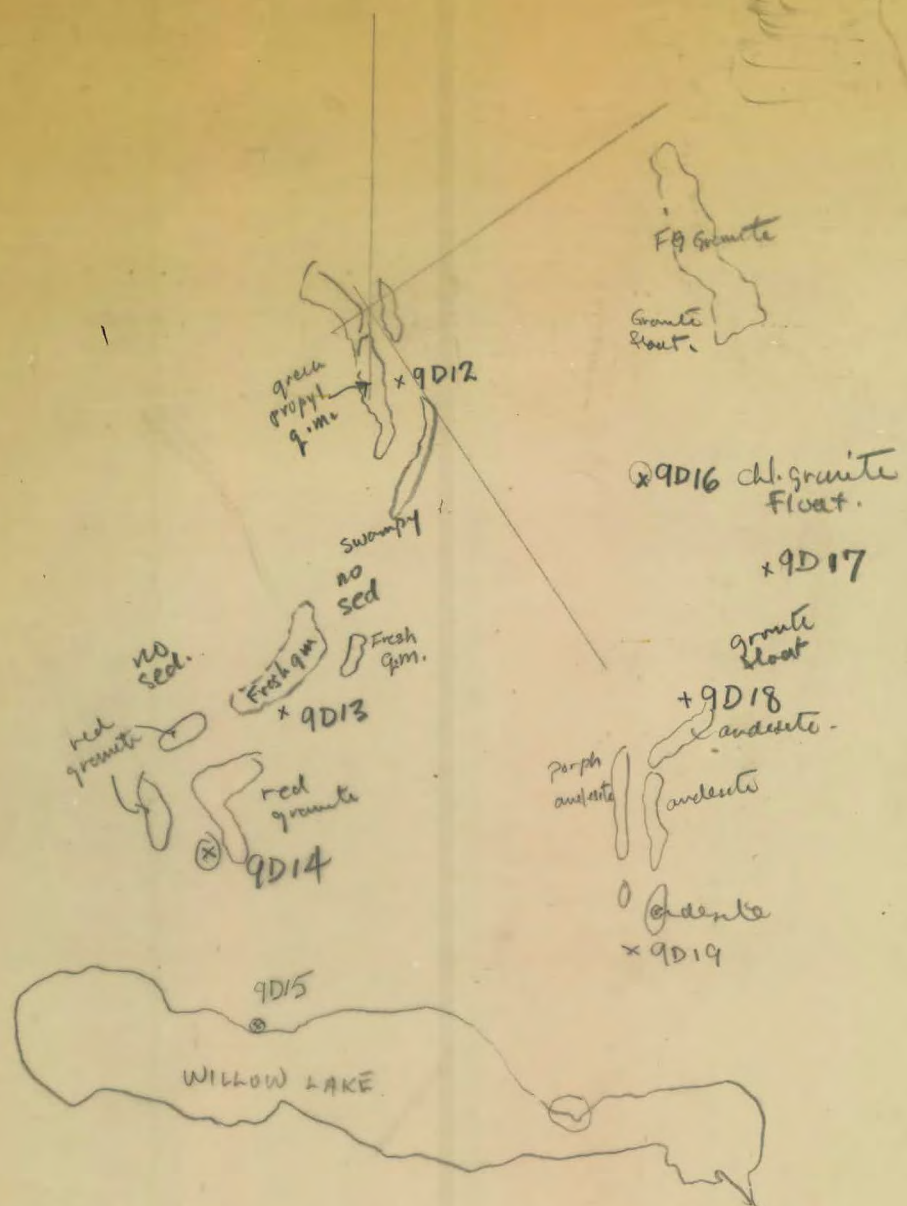 FG Granite
Granite
float.
green
propyl.
q.m.
x 9D12
x 9D16 chl. granite
Float.
swampy
no
sed
x 9D17
no
sed.
Fresh q.m
Fresh
q.m.
granite
float
x 9D13
+ 9D18
andesite.
red
granite
red
granite
porph
andesite
andesite
x
9D14
andesite
x 9D19
9D15
WILLOW LAKE